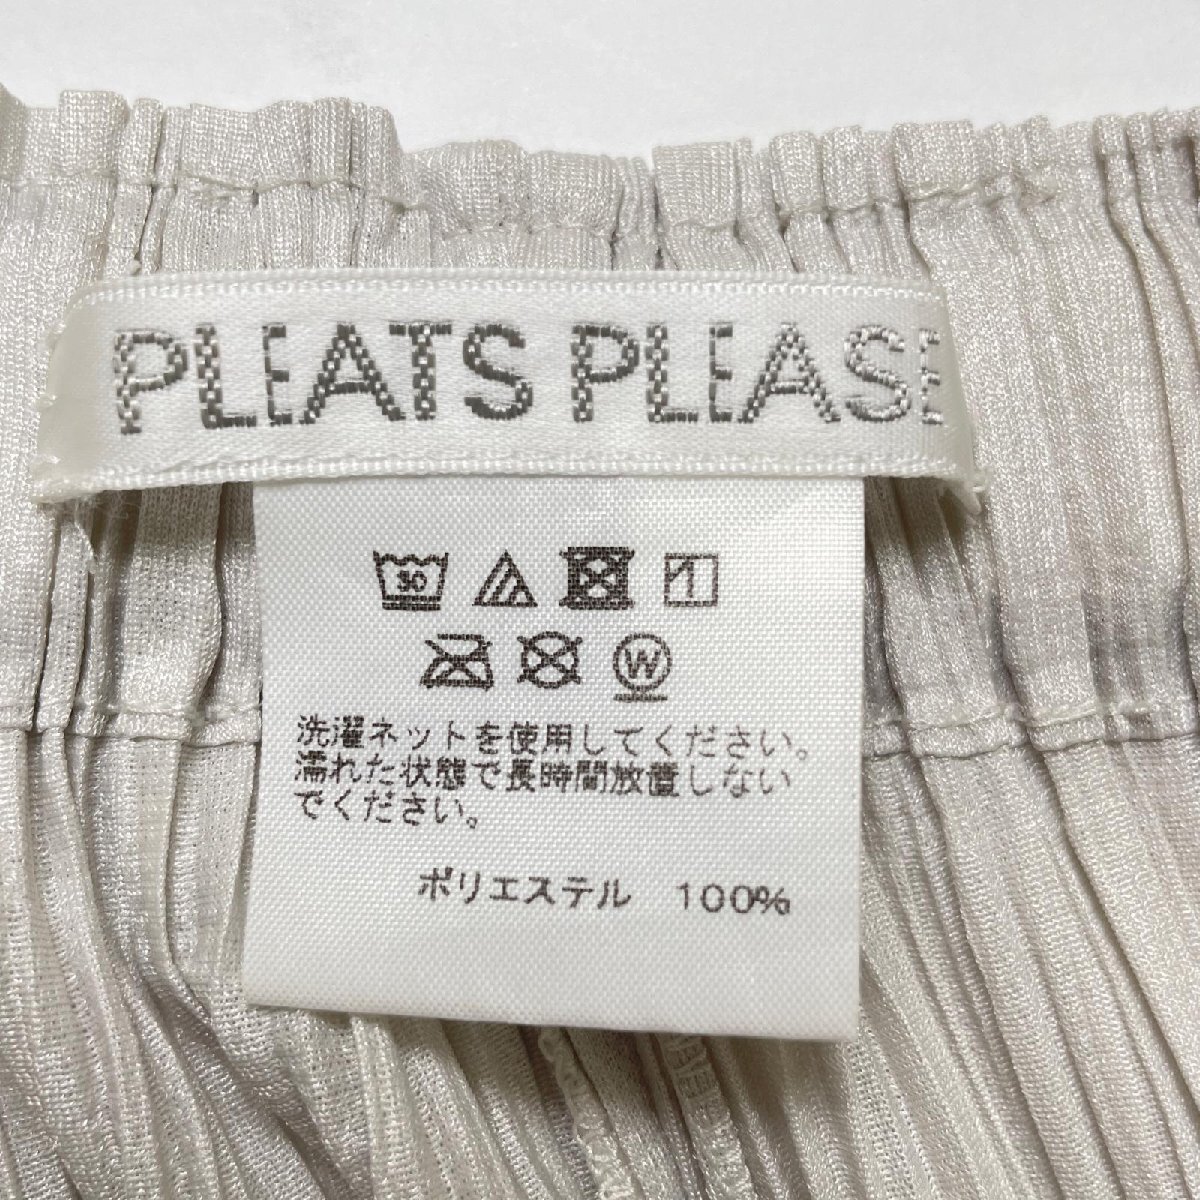 PLEATS PLEASE
30
1
W
洗濯ネットを使用してください。
濡れた状態で長時間放置しない
でください。
ポリエステル 100%